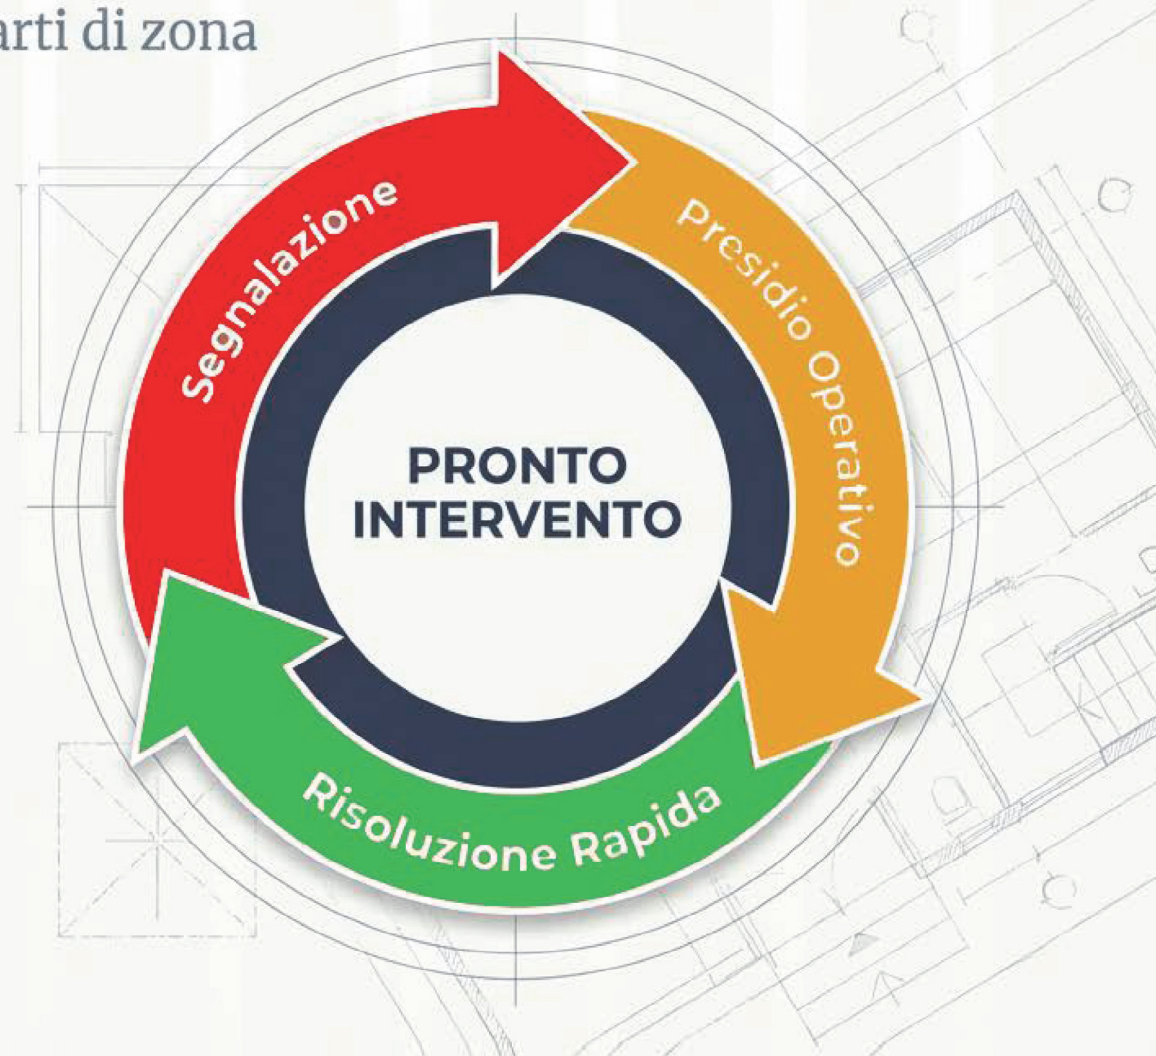 arti di zona
Segnalazione
Presidio Operativo
PRONTO
INTERVENTO
Risoluzione Rapida